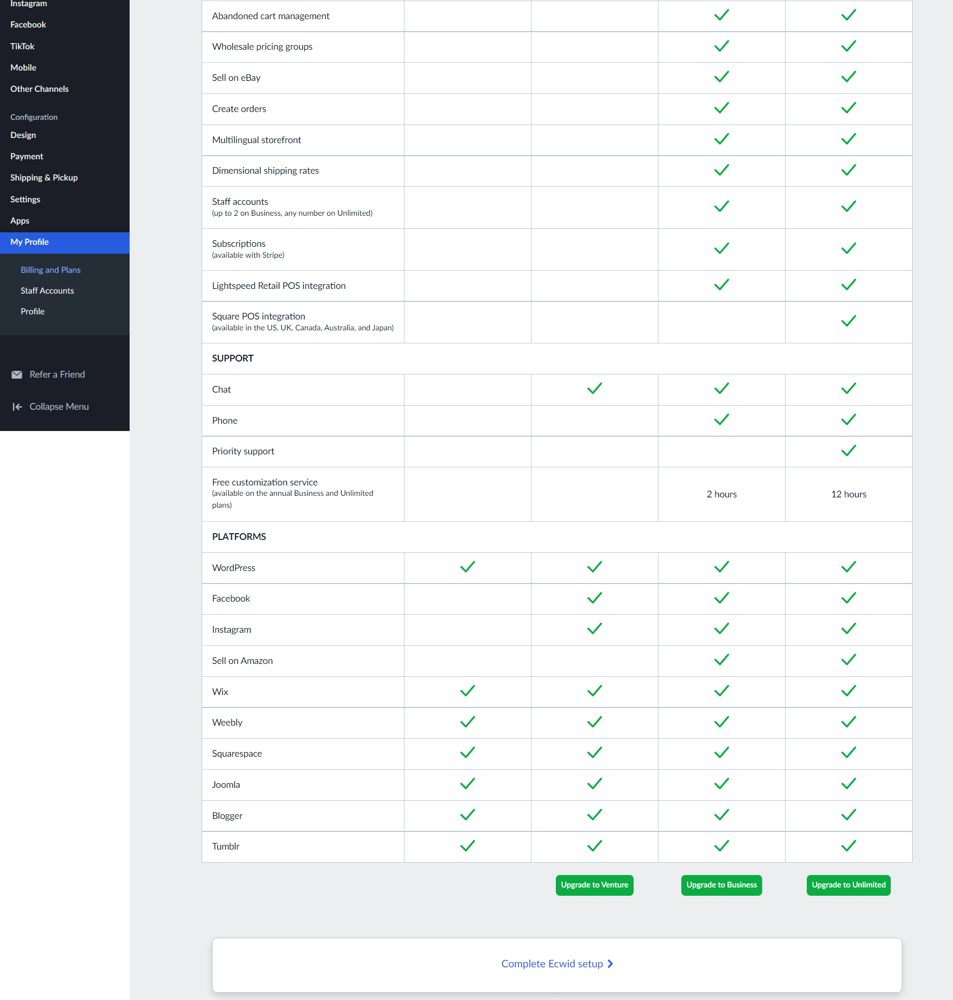 Instagram
Facebook
TikTok
Mobile
Other Channels
Configuration
Design
Payment
Shipping & Pickup
Settings
Apps
My Profile
Billing and Plans
Staff Accounts
Profile
Refer a Friend
Collapse Menu
Abandoned cart management
Wholesale pricing groups
Sell on eBay
Create orders
Multilingual storefront
Dimensional shipping rates
Staff accounts
(up to 2 on Business, any number on Unlimited)
Subscriptions
(available with Stripe)
Lightspeed Retail POS integration
Square POS integration
(available in the US, UK, Canada, Australia, and Japan)
SUPPORT
Chat
Phone
Priority support
Free customization service
(available on the annual Business and Unlimited
plans)
2 hours
12 hours
PLATFORMS
WordPress
Facebook
Instagram
Sell on Amazon
Wix
Weebly
Squarespace
Joomla
Blogger
Tumblr
Upgrade to Venture
Upgrade to Business
Upgrade to Unlimited
Complete Ecwid setup